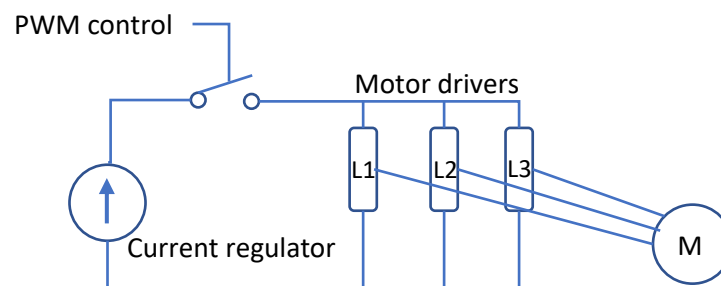 PWM control
Motor drivers
L1
L2
L3
Current regulator
M